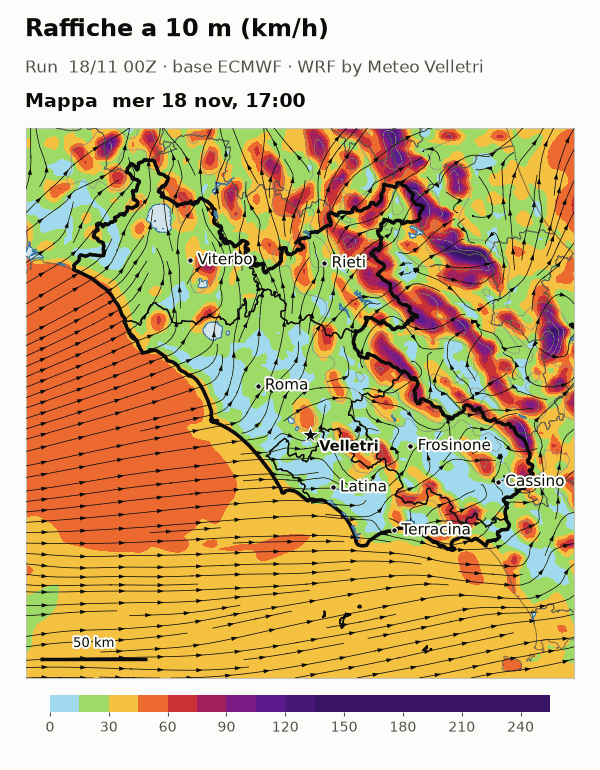 Raffiche a 10 m (km/h)
Run  18/11 00Z · base ECMWF · WRF by Meteo Velletri
Mappa  mer 18 nov, 17:00
Viterbo
Rieti
Roma
Velletri
Frosinone
Latina
Cassino
Terracina
50 km
0 30 60 90 120 150 180 210 240